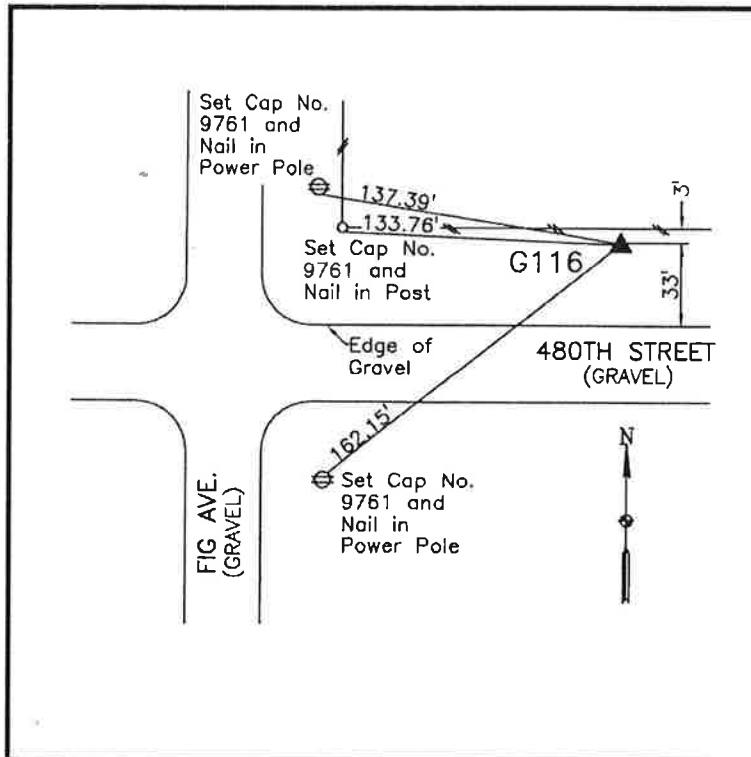 Set Cap No.
9761 and
Nail in
Power Pole
137.39'
133.76'
3'
Set Cap No.
9761 and
Nail in Post
G116
33'
Edge of
Gravel
480TH STREET
(GRAVEL)
162.15'
N
Set Cap No.
9761 and
Nail in
Power Pole
FIG AVE.
(GRAVEL)